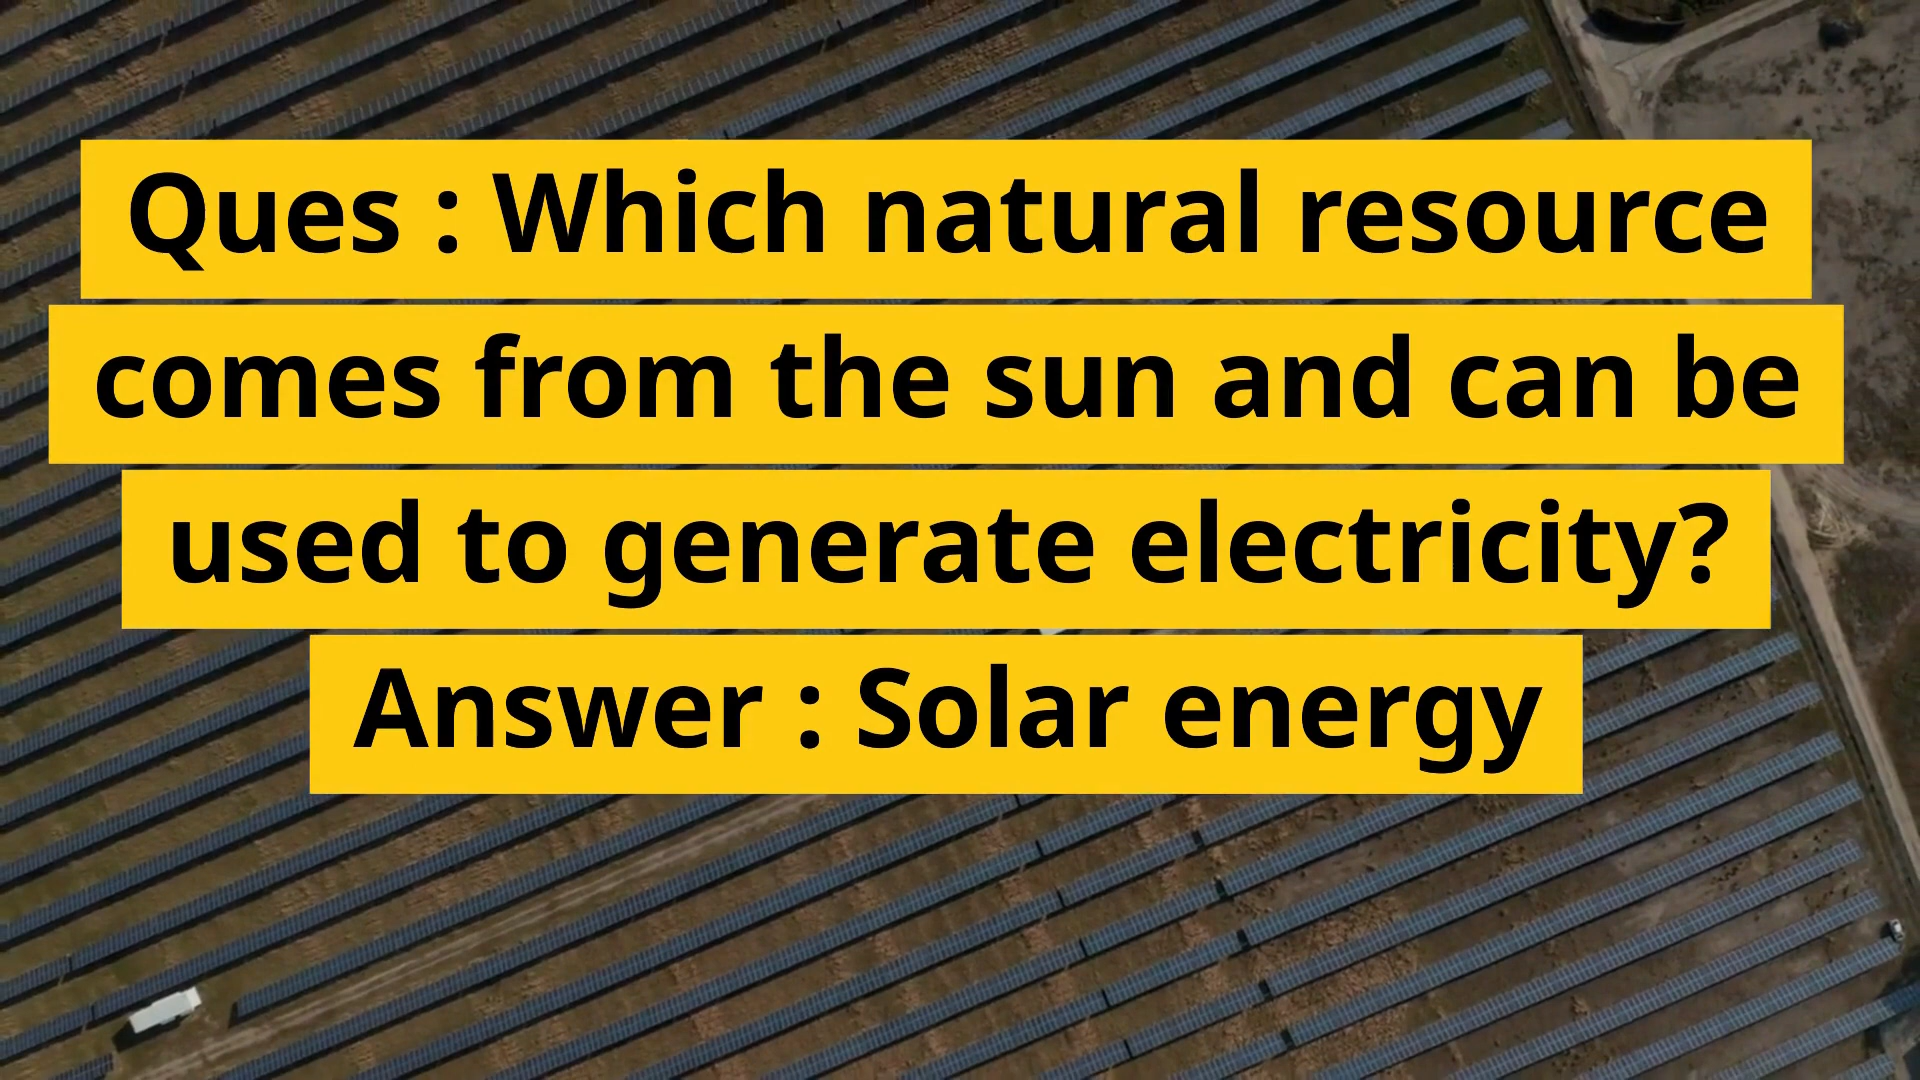 Ques : Which natural resource
comes from the sun and can be
used to generate electricity?
Answer : Solar energy